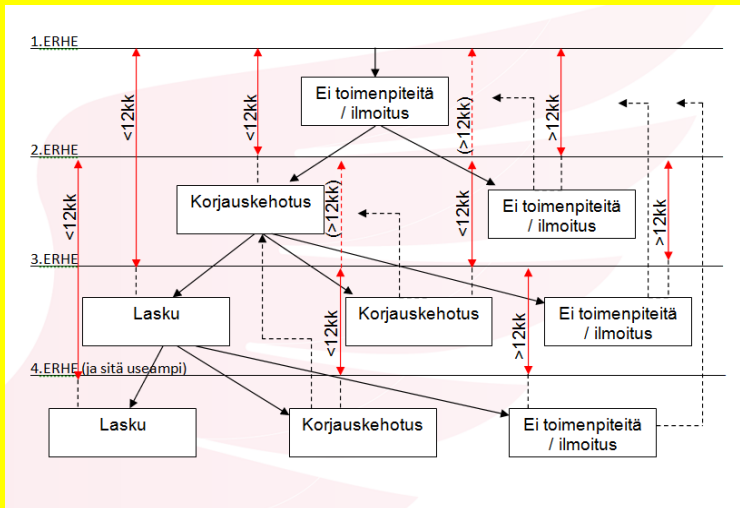 1.ERHE
Ei toimenpiteitä
/ ilmoitus
<12kk
<12kk
(>12kk)
>12kk
2.ERHE
Korjauskehotus
Ei toimenpiteitä
/ ilmoitus
<12kk
(>12kk)
<12kk
>12kk
3.ERHE
Lasku
Korjauskehotus
Ei toimenpiteitä
/ ilmoitus
<12kk
>12kk
4.ERHE (ja sitä useampi)
Lasku
Korjauskehotus
Ei toimenpiteitä
/ ilmoitus